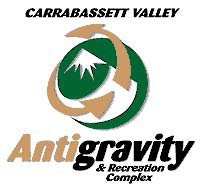 CARRABASSETT VALLEY
Antigravity
& Recreation
Complex